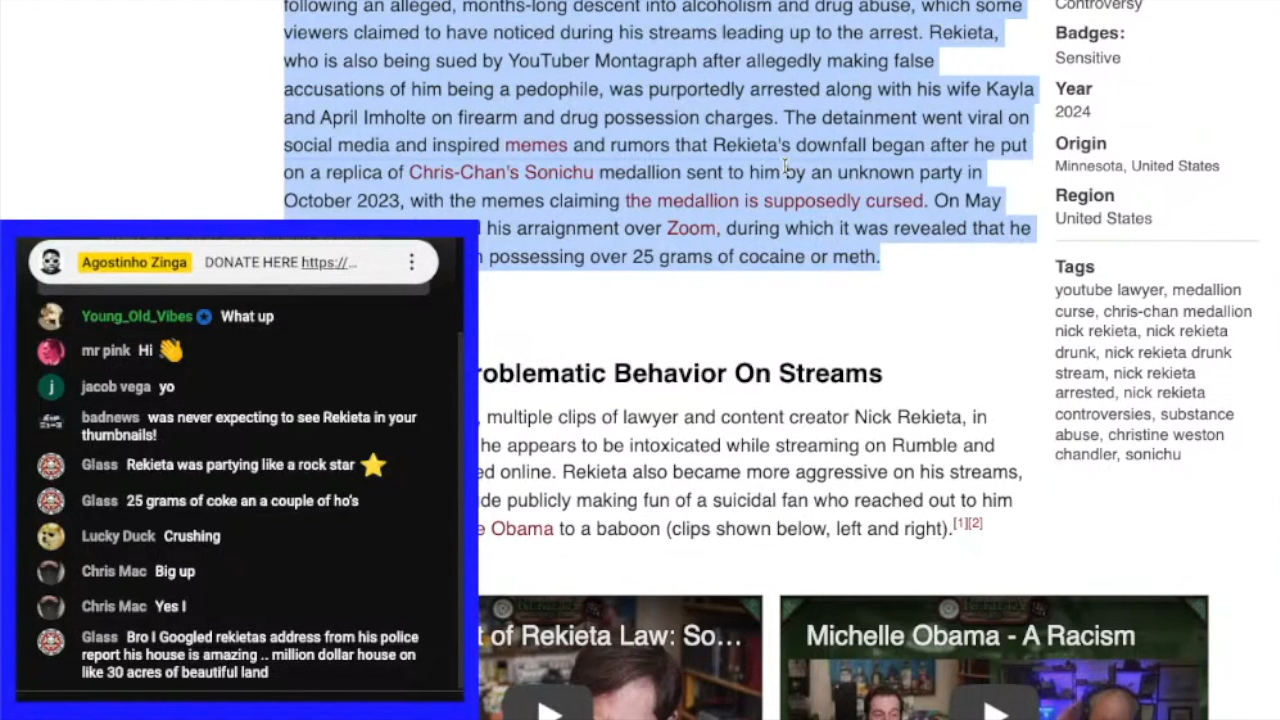 following an alleged, months-long descent into alcoholism and drug abuse, which some
viewers claimed to have noticed during his streams leading up to the arrest. Rekieta,
who is also being sued by YouTuber Montagraph after allegedly making false
accusations of him being a pedophile, was purportedly arrested along with his wife Kayla
and April Imholte on firearm and drug possession charges. The detainment went viral on
social media and inspired memes and rumors that Rekieta's downfall began after he put
on a replica of Chris-Chan's Sonichu medallion sent to him by an unknown party in
October 2023, with the memes claiming the medallion is supposedly cursed. On May
his arraignment over Zoom, during which it was revealed that he
possessing over 25 grams of cocaine or meth.
Controversy
Badges:
Sensitive
Year
2024
Origin
Minnesota, United States
Region
United States
Tags
youtube lawyer, medallion
curse, chris-chan medallion
nick rekieta, nick rekieta
drunk, nick rekieta drunk
stream, nick rekieta
arrested, nick rekieta
controversies, substance
abuse, christine weston
chandler, sonichu
Agostinho Zinga DONATE HERE https://...
Young_Old_Vibes What up
mr pink Hi 👋
j jacob vega yo
badnews was never expecting to see Rekieta in your
thumbnails!
Glass Rekieta was partying like a rock star ⭐
Glass 25 grams of coke an a couple of ho's
Lucky Duck Crushing
Chris Mac Big up
Chris Mac Yes I
Glass Bro I Googled rekietas address from his police
report his house is amazing .. million dollar house on
like 30 acres of beautiful land
roblematic Behavior On Streams
, multiple clips of lawyer and content creator Nick Rekieta, in
he appears to be intoxicated while streaming on Rumble and
ed online. Rekieta also became more aggressive on his streams,
de publicly making fun of a suicidal fan who reached out to him
e Obama to a baboon (clips shown below, left and right).[1][2]
t of Rekieta Law: So...
Michelle Obama - A Racism